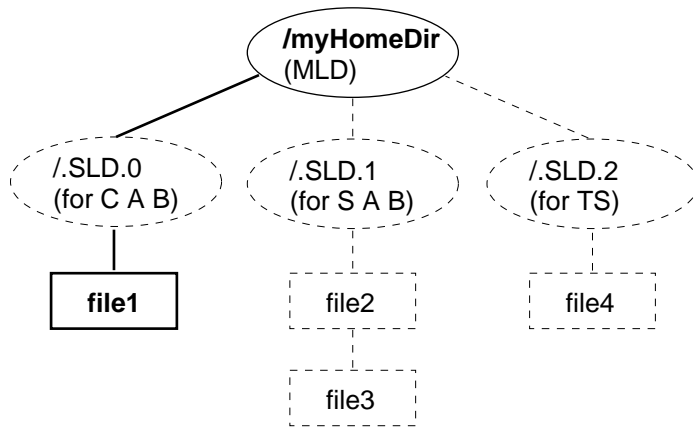 /myHomeDir
(MLD)
/.SLD.0
(for C A B)
/.SLD.1
(for S A B)
/.SLD.2
(for TS)
file1
file2
file4
file3